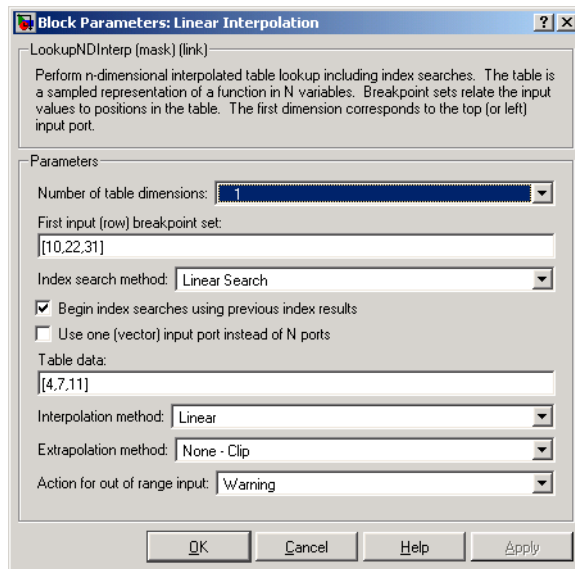 Block Parameters: Linear Interpolation
LookupNDInterp (mask) (link)
Perform n-dimensional interpolated table lookup including index searches. The table is
a sampled representation of a function in N variables. Breakpoint sets relate the input
values to positions in the table. The first dimension corresponds to the top (or left)
input port.
Parameters
Number of table dimensions: 1
First input (row) breakpoint set:
[10,22,31]
Index search method: Linear Search
Begin index searches using previous index results
Use one (vector) input port instead of N ports
Table data:
[4,7,11]
Interpolation method: Linear
Extrapolation method: None - Clip
Action for out of range input: Warning
OK Cancel Help Apply